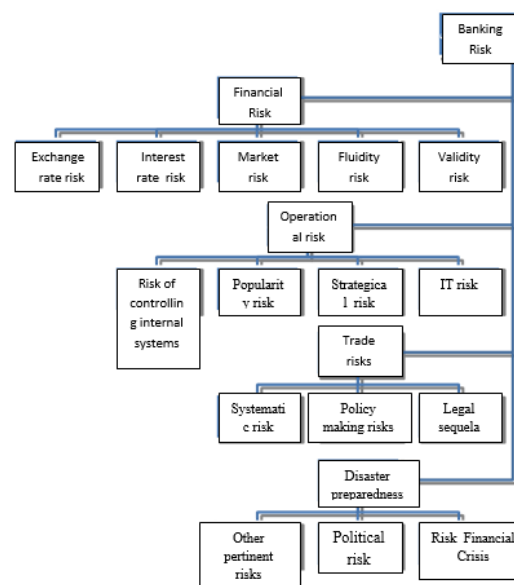 Banking
Risk
Financial
Risk
Exchange
rate risk
Interest
rate risk
Market
risk
Fluidity
risk
Validity
risk
Operation
al risk
Risk of
controllin
g internal
systems
Popularit
y risk
Strategica
l risk
IT risk
Trade
risks
Systemati
c risk
Policy
making risks
Legal
sequela
Disaster
preparedness
Other
pertinent
risks
Political
risk
Risk Financial
Crisis